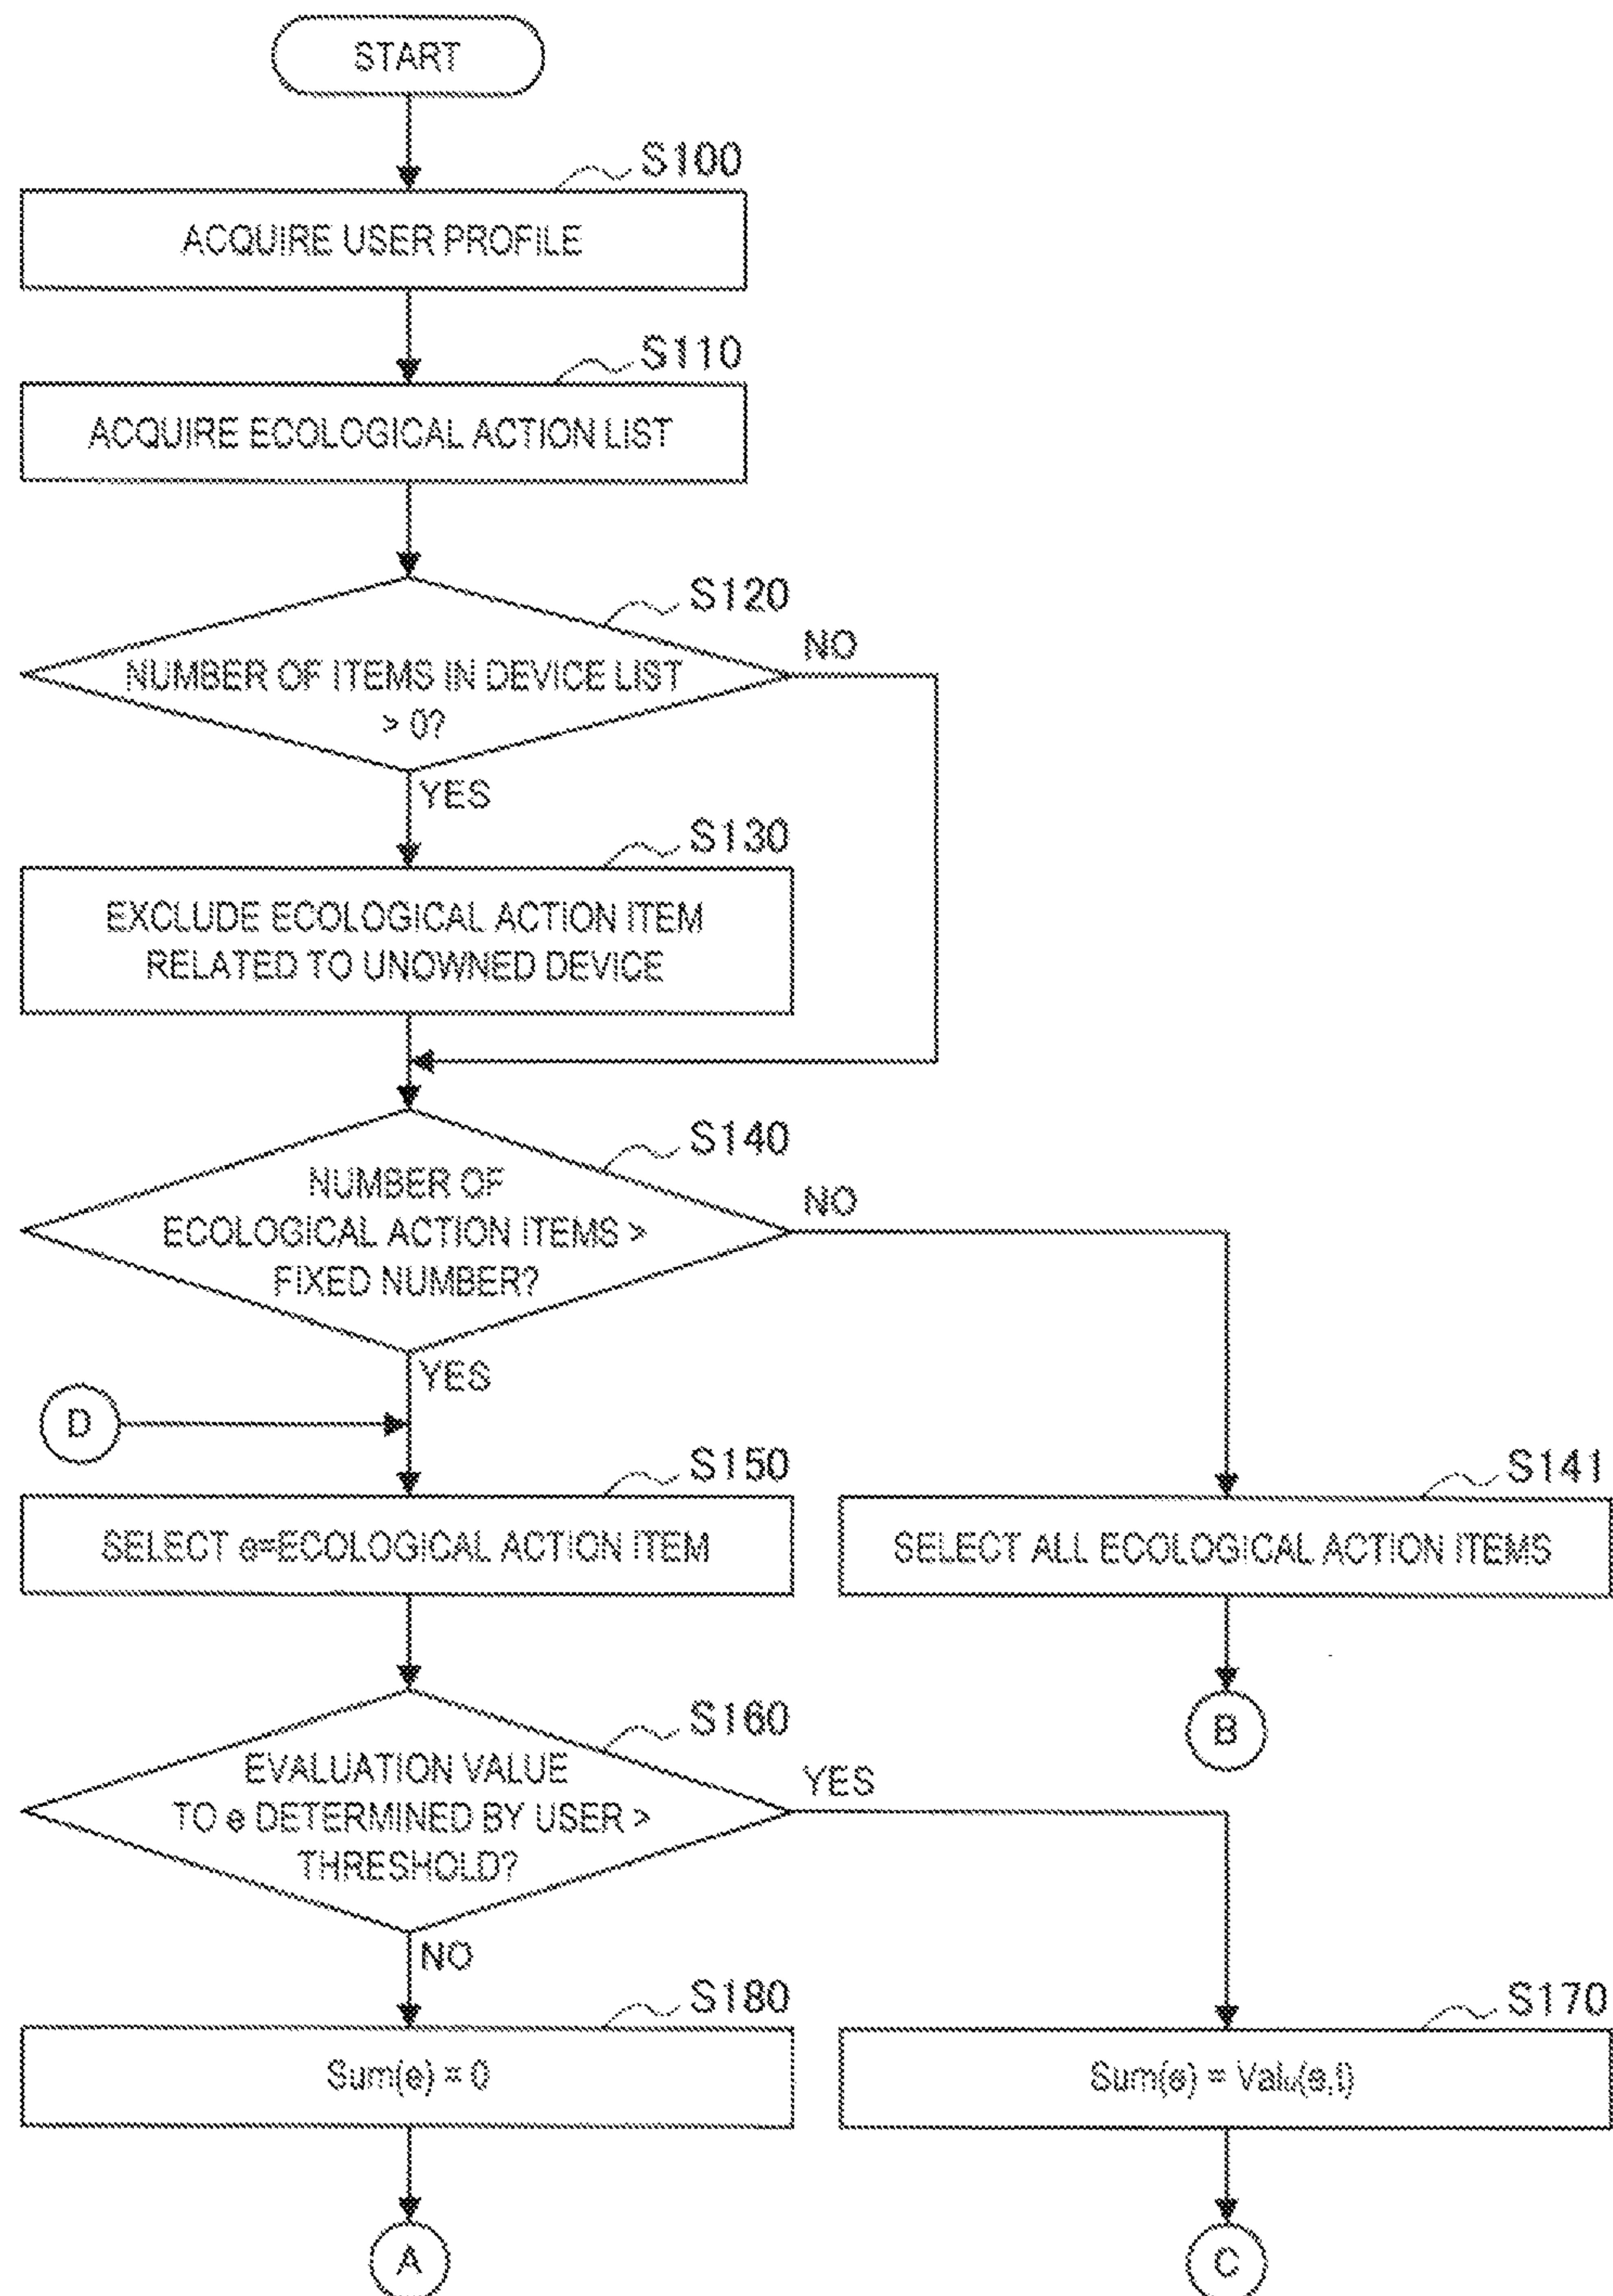 START
S100
ACQUIRE USER PROFILE
S110
ACQUIRE ECOLOGICAL ACTION LIST
S120
NUMBER OF ITEMS IN DEVICE LIST
> 0?
NO
YES
S130
EXCLUDE ECOLOGICAL ACTION ITEM
RELATED TO UNOWNED DEVICE
S140
NUMBER OF
ECOLOGICAL ACTION ITEMS >
FIXED NUMBER?
NO
YES
D
S150
SELECT e=ECOLOGICAL ACTION ITEM
S141
SELECT ALL ECOLOGICAL ACTION ITEMS
B
S160
EVALUATION VALUE
TO e DETERMINED BY USER >
THRESHOLD?
YES
NO
S180
Sum(e) = 0
S170
Sum(e) = Valu(e,i)
A
C